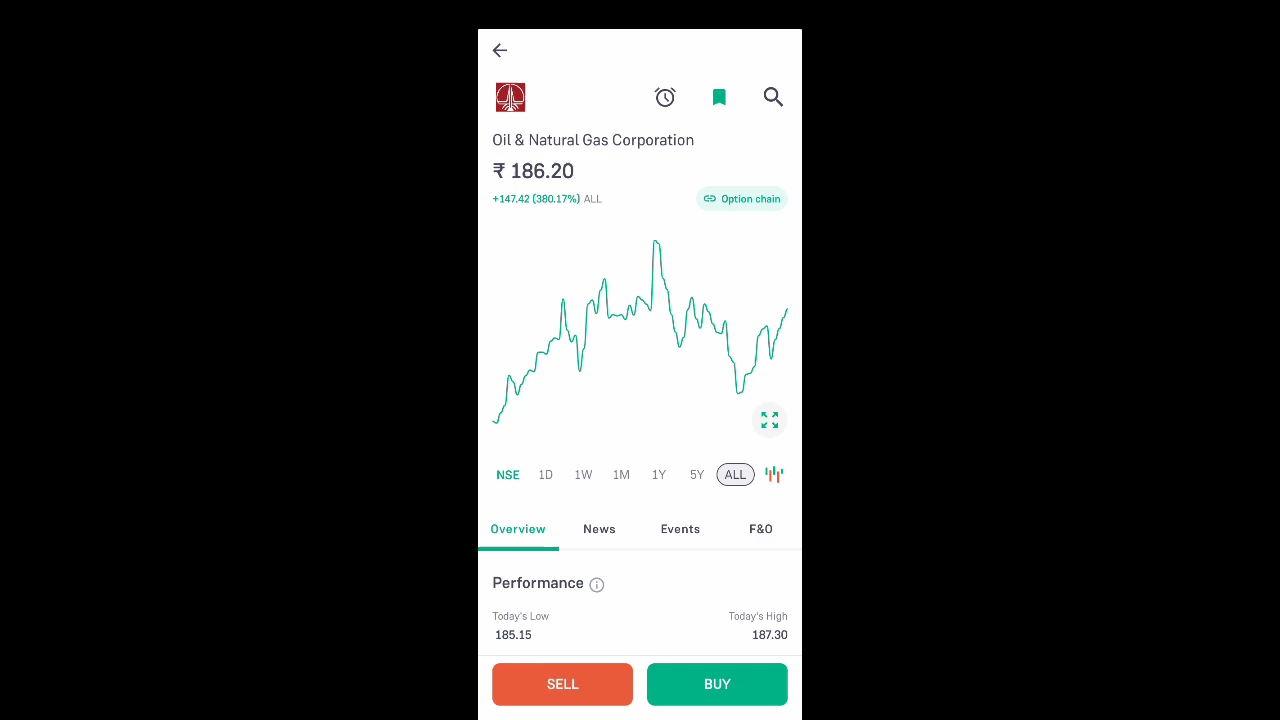 Oil & Natural Gas Corporation
₹ 186.20
+147.42 (380.17%) ALL
Option chain
NSE 1D 1W 1M 1Y 5Y ALL
Overview News Events F&O
Performance
Today's Low Today's High
185.15 187.30
SELL BUY